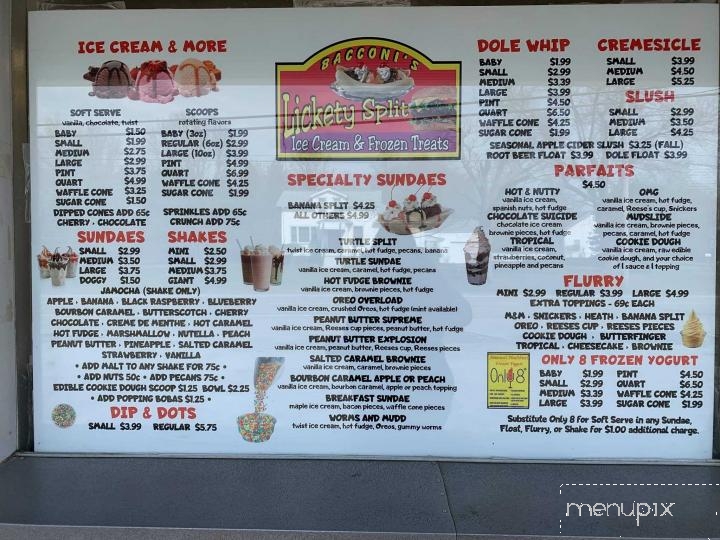 ICE CREAM & MORE
SOFT SERVE
vanilla, chocolate, twist
BABY $1.50
SMALL $1.99
MEDIUM $2.75
LARGE $2.99
PINT $3.75
QUART $4.99
WAFFLE CONE $3.25
SUGAR CONE $1.50
DIPPED CONES ADD 65¢
CHERRY · CHOCOLATE
SCOOPS
rotating flavors
BABY (3oz) $1.99
REGULAR (6oz) $2.99
LARGE (10oz) $3.99
PINT $4.99
QUART $6.99
WAFFLE CONE $4.25
SUGAR CONE $1.99
SPRINKLES ADD 65¢
CRUNCH ADD 75¢
SUNDAES
SMALL $2.99
MEDIUM $3.50
LARGE $3.75
DOGGY $1.50
SHAKES
MINI $2.50
SMALL $2.99
MEDIUM $3.75
GIANT $4.99
JAMOCHA (SHAKE ONLY)
APPLE · BANANA · BLACK RASPBERRY · BLUEBERRY
BOURBON CARAMEL · BUTTERSCOTCH · CHERRY
CHOCOLATE · CREME DE MENTHE · HOT CARAMEL
HOT FUDGE · MARSHMALLOW · NUTELLA · PEACH
PEANUT BUTTER · PINEAPPLE · SALTED CARAMEL
STRAWBERRY · VANILLA
• ADD MALT TO ANY SHAKE FOR 75¢ •
• ADD NUTS 50¢ • ADD PECANS 75¢ •
EDIBLE COOKIE DOUGH SCOOP $1.25 BOWL $2.25
• ADD POPPING BOBAS $1.25 •
DIP & DOTS
SMALL $3.99 REGULAR $5.75
BACCONI'S
Lickety Split
Ice Cream & Frozen Treats
SPECIALTY SUNDAES
BANANA SPLIT $4.25
ALL OTHERS $4.99
TURTLE SPLIT
twist ice cream, caramel, hot fudge, pecans, banana
TURTLE SUNDAE
vanilla ice cream, caramel, hot fudge, pecans
HOT FUDGE BROWNIE
vanilla ice cream, brownie pieces, hot fudge
OREO OVERLOAD
vanilla ice cream, crushed Oreos, hot fudge (mint available)
PEANUT BUTTER SUPREME
vanilla ice cream, Reeses cup pieces, peanut butter, hot fudge
PEANUT BUTTER EXPLOSION
vanilla ice cream, peanut butter, Reeses cup, Reeses pieces
SALTED CARAMEL BROWNIE
vanilla ice cream, caramel, brownie pieces
BOURBON CARAMEL APPLE OR PEACH
vanilla ice cream, bourbon caramel, apple or peach topping
BREAKFAST SUNDAE
maple ice cream, bacon pieces, waffle cone pieces
WORMS AND MUDD
twist ice cream, hot fudge, Oreos, gummy worms
DOLE WHIP
BABY $1.99
SMALL $2.99
MEDIUM $3.39
LARGE $3.99
PINT $4.50
QUART $6.50
WAFFLE CONE $4.25
SUGAR CONE $1.99
CREMESICLE
SMALL $3.99
MEDIUM $4.50
LARGE $5.25
SLUSH
SMALL $2.99
MEDIUM $3.50
LARGE $4.25
SEASONAL APPLE CIDER SLUSH $3.25 (FALL)
ROOT BEER FLOAT $3.99 DOLE FLOAT $3.99
PARFAITS
$4.50
HOT & NUTTY
vanilla ice cream,
spanish nuts, hot fudge
CHOCOLATE SUICIDE
chocolate ice cream
brownie pieces, hot fudge
TROPICAL
vanilla ice cream,
strawberries, coconut,
pineapple and pecans
OMG
vanilla ice cream, hot fudge,
caramel, Reese's cup, Snickers
MUDSLIDE
vanilla ice cream, brownie pieces,
pecans, caramel, hot fudge
COOKIE DOUGH
vanilla ice cream, raw edible
cookie dough, and your choice
of 1 sauce a 1 topping
FLURRY
MINI $2.99 REGULAR $3.99 LARGE $4.99
EXTRA TOPPINGS - 69¢ EACH
M&M · SNICKERS · HEATH · BANANA SPLIT
OREO · REESES CUP · REESES PIECES
COOKIE DOUGH · BUTTERFINGER
TROPICAL · CHEESECAKE · BROWNIE
Only 8
ONLY 8 FROZEN YOGURT
BABY $1.99
SMALL $2.99
MEDIUM $3.39
LARGE $3.99
PINT $4.50
QUART $6.50
WAFFLE CONE $4.25
SUGAR CONE $1.99
Substitute Only 8 for Soft Serve in any Sundae,
Float, Flurry, or Shake for $1.00 additional charge.
menupix